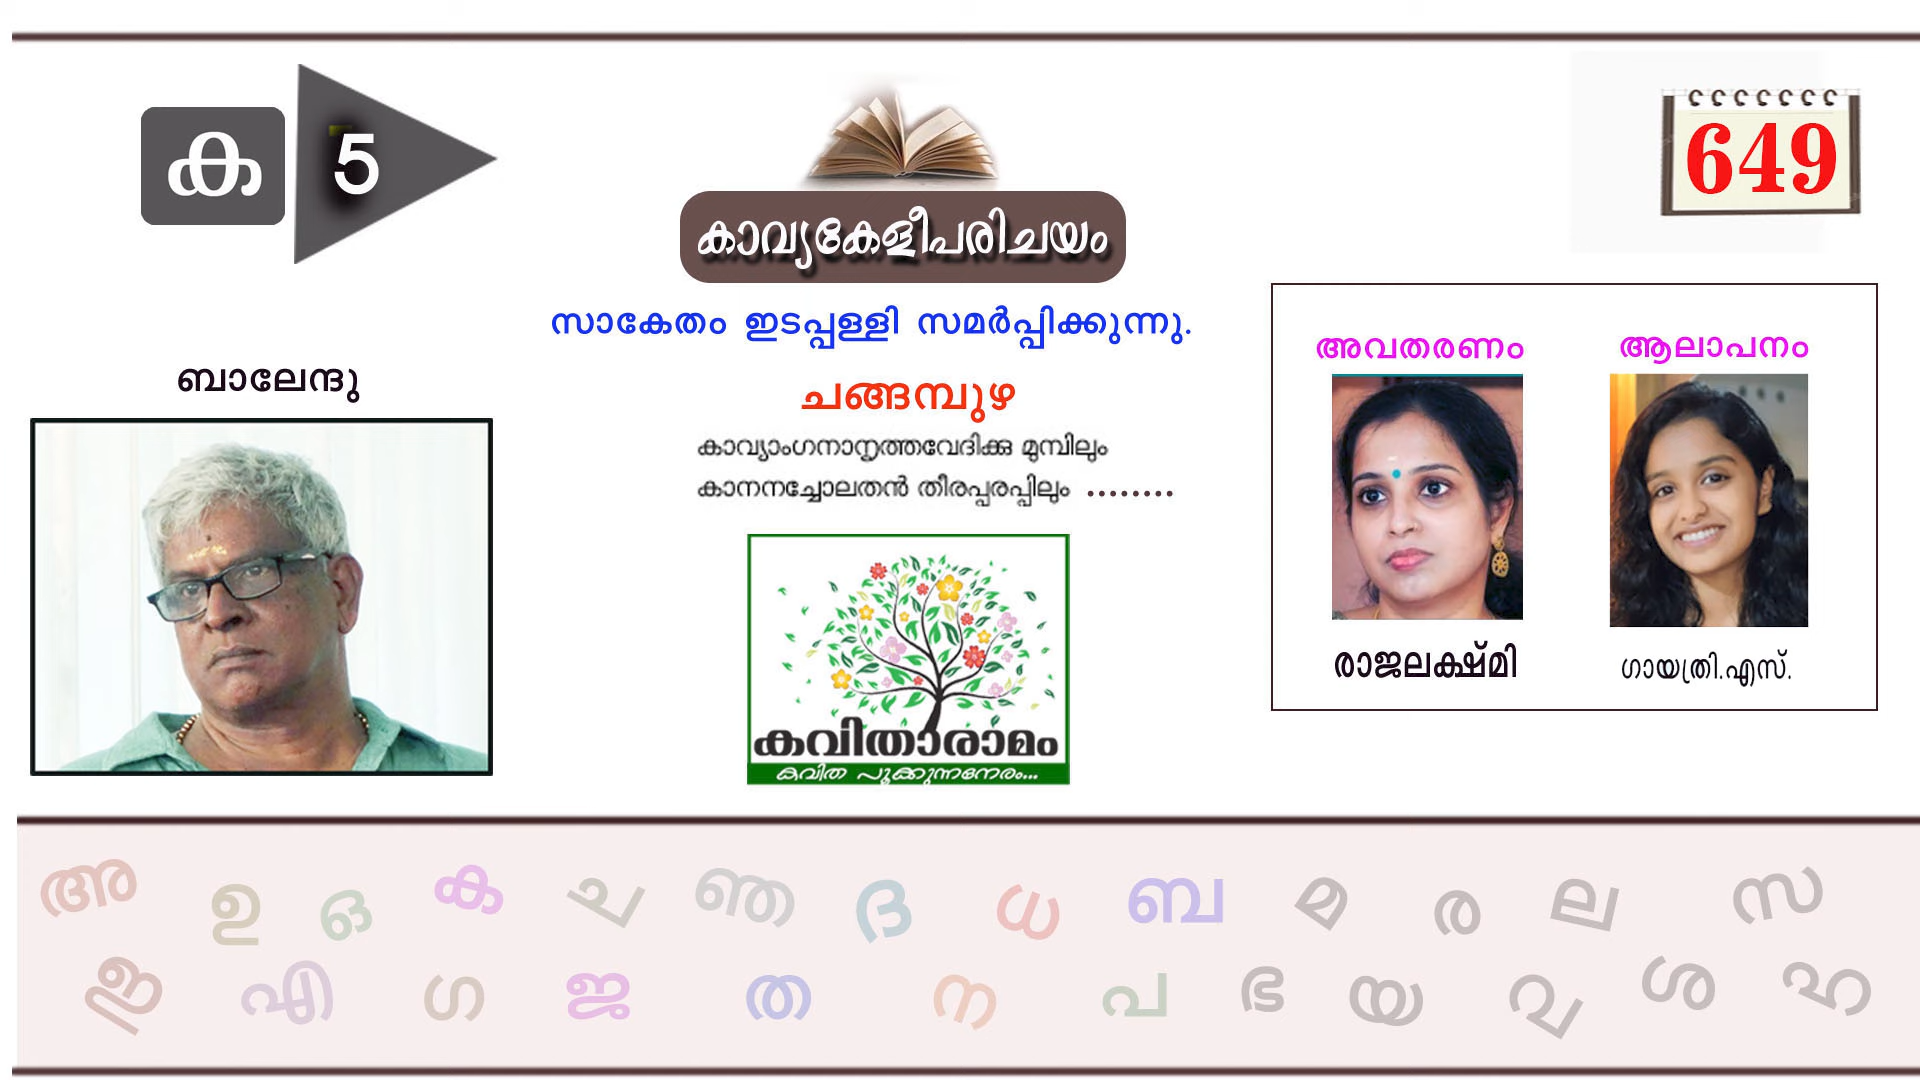 ക 5
649
കാവ്യകേളീപരിചയം
സാകേതം ഇടപ്പള്ളി സമർപ്പിക്കുന്നു.
ബാലേന്ദു
ചങ്ങമ്പുഴ
കാവ്യാംഗനാനൃത്തവേദിക്കു മുമ്പിലും
കാനനച്ചോലതൻ തീരപ്പരപ്പിലും ........
അവതരണം ആലാപനം
രാജലക്ഷ്മി ഗായത്രി.എസ്.
കവിതാരാമം
കവിത പൂക്കുന്നനേരം...
അ ഉ ഒ ക ച ഞ ദ ധ ബ മ ര ല സ
ഇ എ ഗ ജ ത ന പ ഭ യ വ ശ ഹ